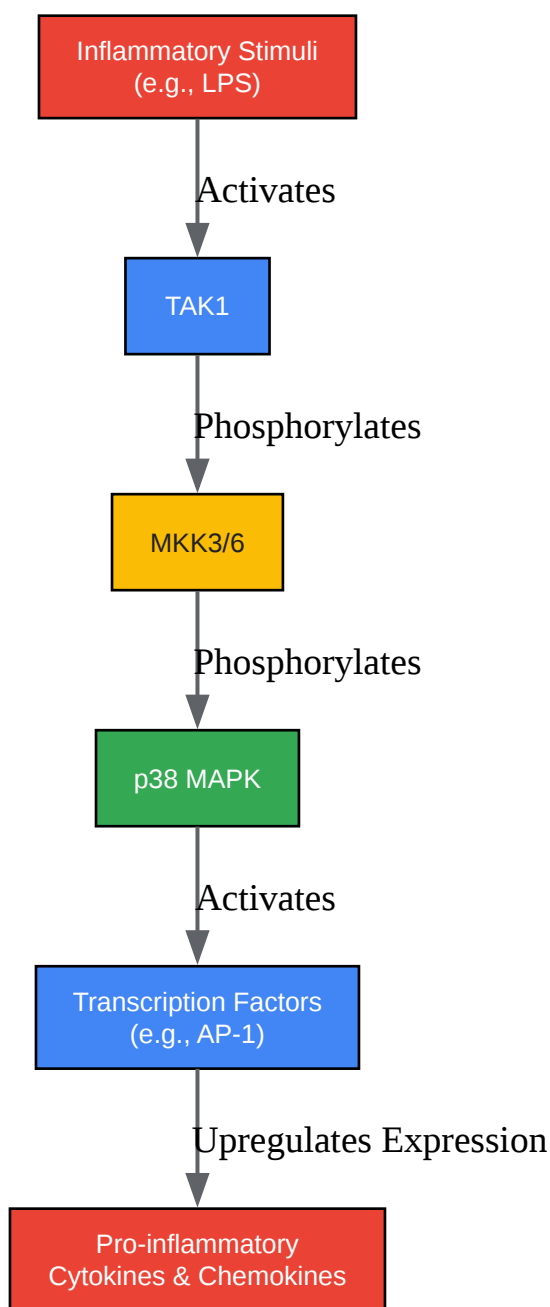 Inflammatory Stimuli
(e.g., LPS)
Activates
TAK1
Phosphorylates
MKK3/6
Phosphorylates
p38 MAPK
Activates
Transcription Factors
(e.g., AP-1)
Upregulates Expression
Pro-inflammatory
Cytokines & Chemokines